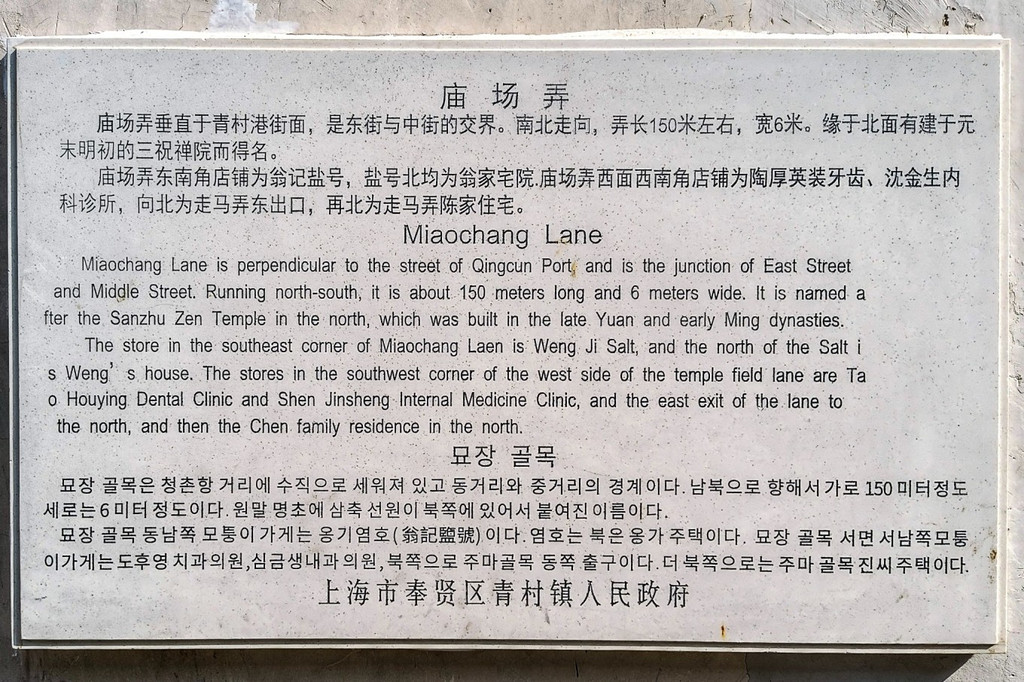 庙场弄
庙场弄垂直于青村港街面，是东街与中街的交界。南北走向，弄长150米左右，宽6米。缘于北面有建于元
末明初的三祝禅院而得名。
庙场弄东南角店铺为翁记盐号，盐号北均为翁家宅院.庙场弄西面西南角店铺为陶厚英装牙齿、沈金生内
科诊所，向北为走马弄东出口，再北为走马弄陈家住宅。
Miaochang Lane
Miaochang Lane is perpendicular to the street of Qingcun Port, and is the junction of East Street
and Middle Street. Running north-south, it is about 150 meters long and 6 meters wide. It is named a
fter the Sanzhu Zen Temple in the north, which was built in the late Yuan and early Ming dynasties.
The store in the southeast corner of Miaochang Laen is Weng Ji Salt, and the north of the Salt i
s Weng’s house. The stores in the southwest corner of the west side of the temple field lane are Ta
o Houying Dental Clinic and Shen Jinsheng Internal Medicine Clinic, and the east exit of the lane to
the north, and then the Chen family residence in the north.
묘장 골목
묘장 골목은 청촌항 거리에 수직으로 세워져 있고 동거리와 중거리의 경계이다. 남북으로 향해서 가로 150 미터정도
세로는 6 미터 정도이다. 원말 명초에 삼축 선원이 북쪽에 있어서 붙여진 이름이다.
묘장 골목 동남쪽 모퉁이 가게는 옹기염호(翁記鹽號)이다. 염호는 북은 옹가 주택이다. 묘장 골목 서면 서남쪽모퉁
이가게는 도후영 치과의원,심금생내과 의원, 북쪽으로 주마골목 동쪽 출구이다. 더 북쪽으로는 주마 골목 진씨 주택이다.
上海市奉贤区青村镇人民政府